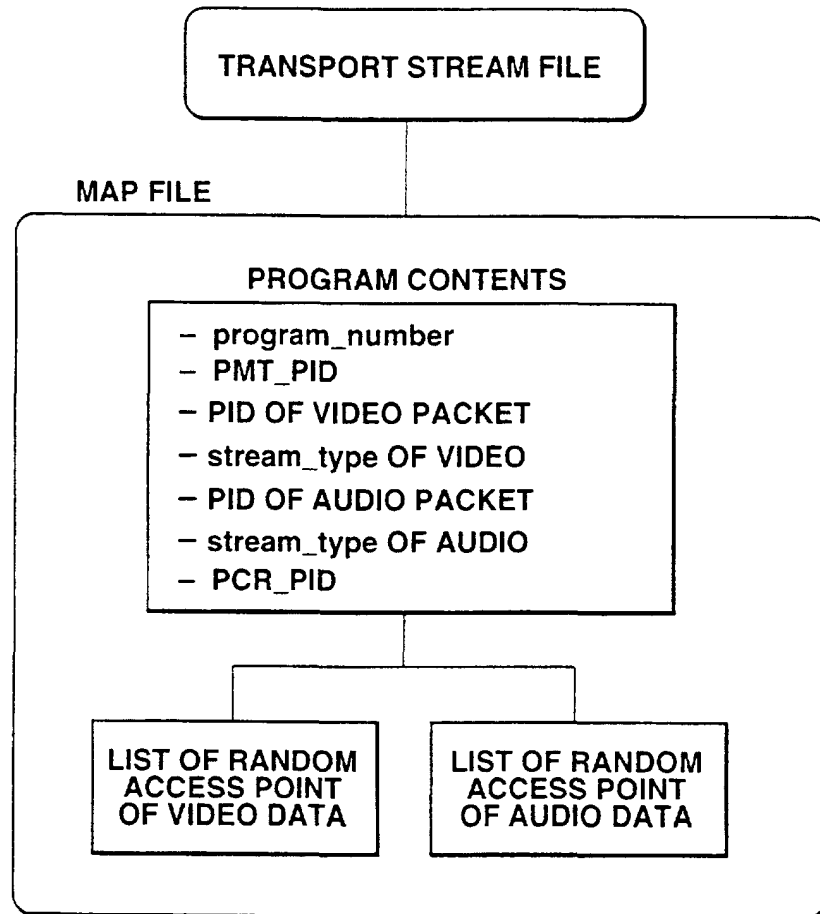 TRANSPORT STREAM FILE
MAP FILE
PROGRAM CONTENTS
– program_number
– PMT_PID
– PID OF VIDEO PACKET
– stream_type OF VIDEO
– PID OF AUDIO PACKET
– stream_type OF AUDIO
– PCR_PID
LIST OF RANDOM
ACCESS POINT
OF VIDEO DATA
LIST OF RANDOM
ACCESS POINT
OF AUDIO DATA